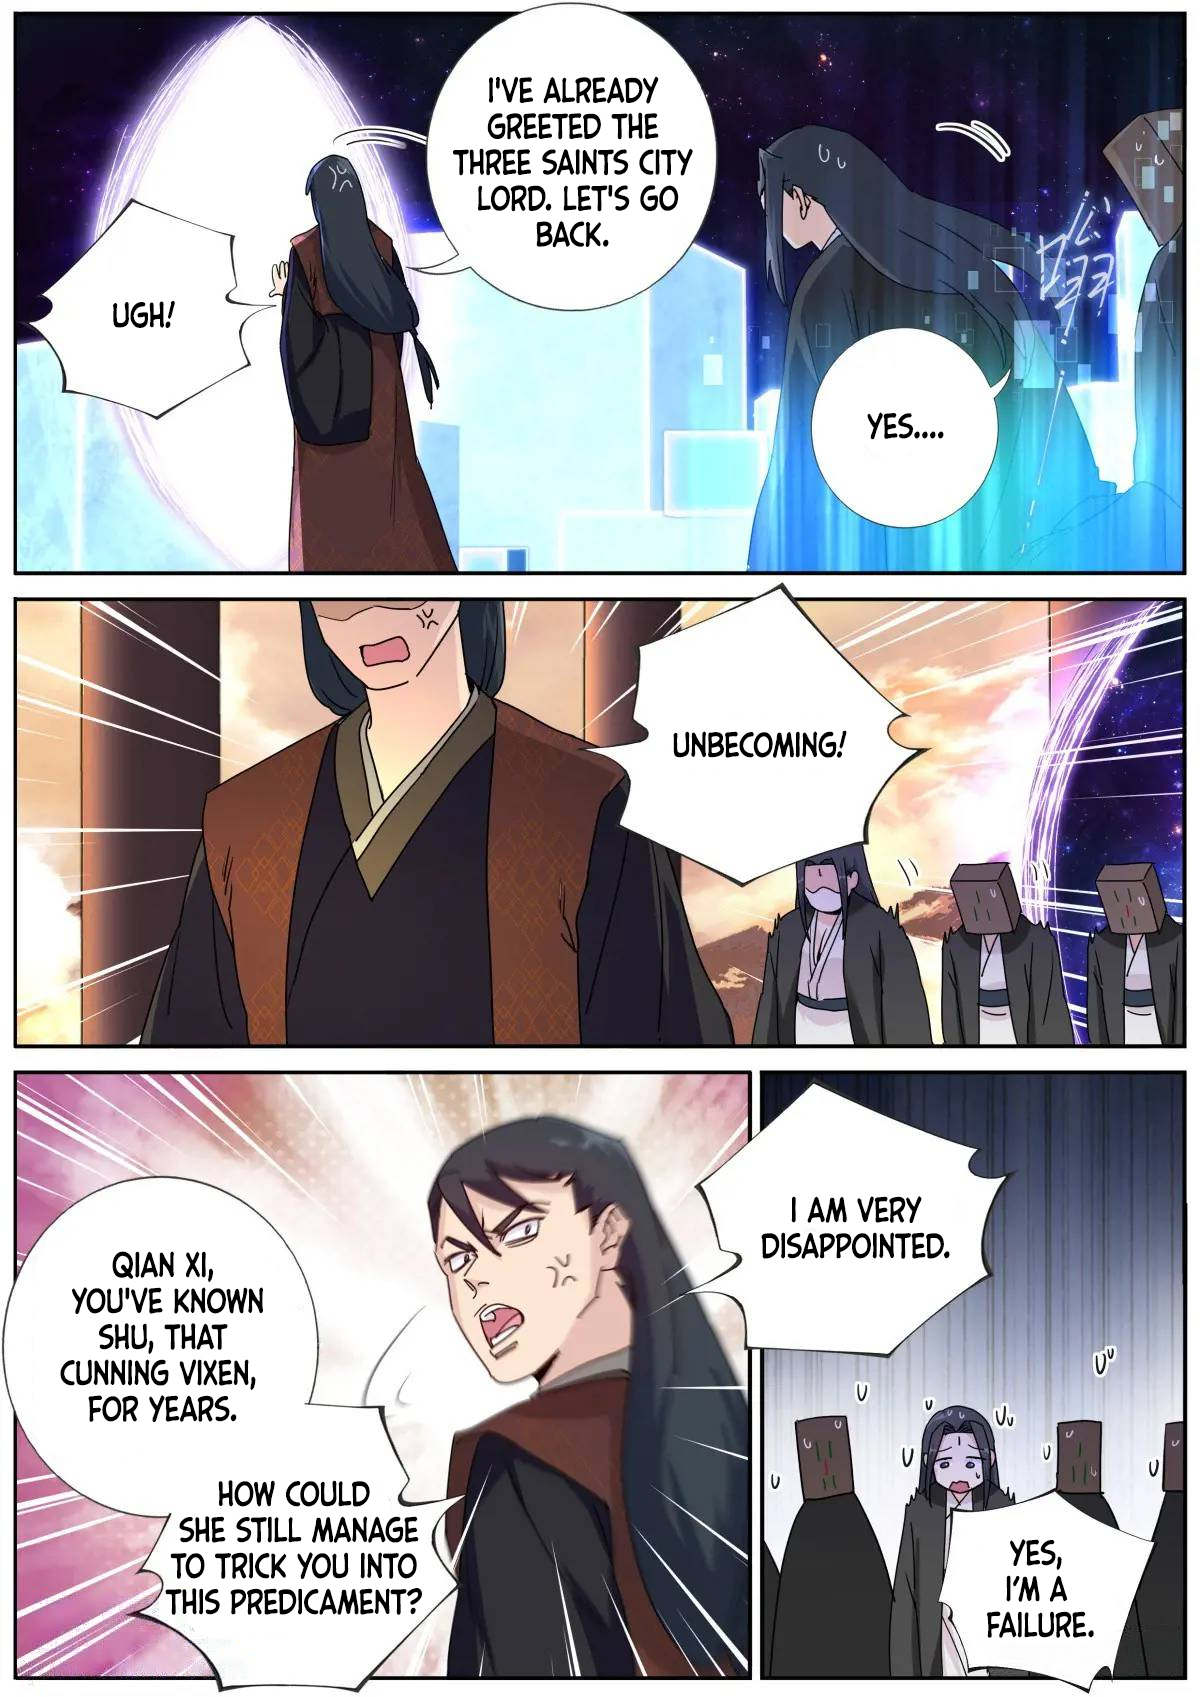 I'VE ALREADY
GREETED THE
THREE SAINTS CITY
LORD. LET'S GO
BACK.
UGH!
YES....
UNBECOMING!
QIAN XI,
YOU'VE KNOWN
SHU, THAT
CUNNING VIXEN,
FOR YEARS.
HOW COULD
SHE STILL MANAGE
TO TRICK YOU INTO
THIS PREDICAMENT?
I AM VERY
DISAPPOINTED.
YES,
I'M A
FAILURE.